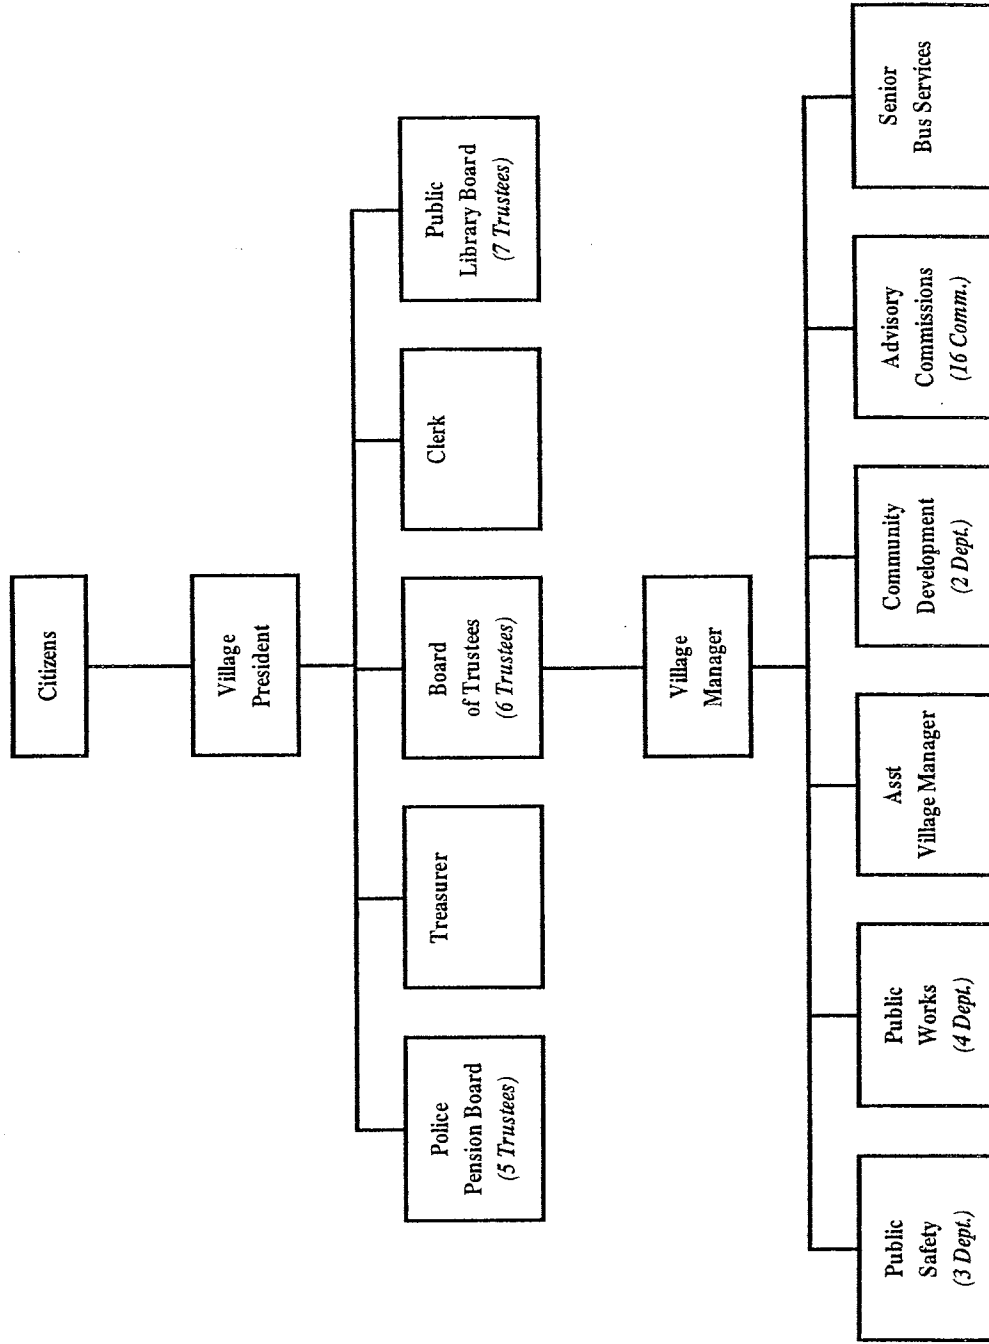 Citizens
Village
President
Police
Pension Board
(5 Trustees)
Treasurer
Board
of Trustees
(6 Trustees)
Clerk
Public
Library Board
(7 Trustees)
Village
Manager
Public
Safety
(3 Dept.)
Public
Works
(4 Dept.)
Asst
Village Manager
Community
Development
(2 Dept.)
Advisory
Commissions
(16 Comm.)
Senior
Bus Services